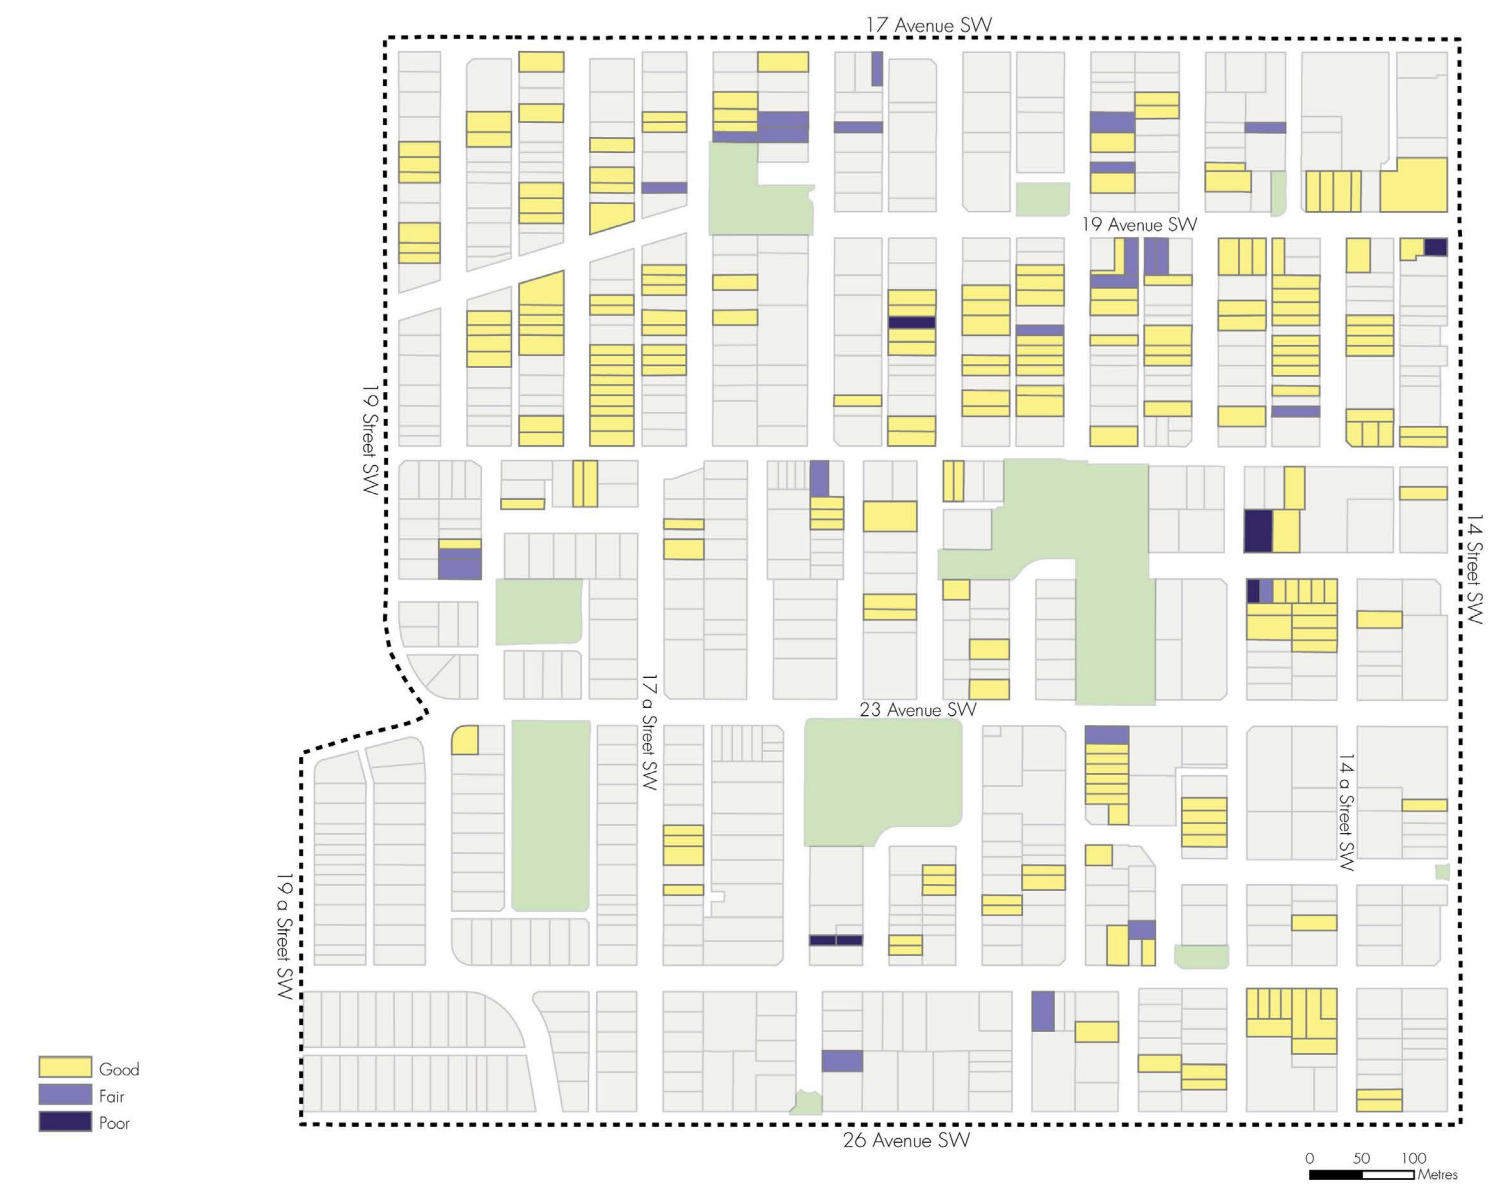 17 Avenue SW
19 Avenue SW
19 Street SW
14 Street SW
17 a Street SW
23 Avenue SW
14 a Street SW
19 a Street SW
Good
Fair
Poor
26 Avenue SW
0 50 100
Metres